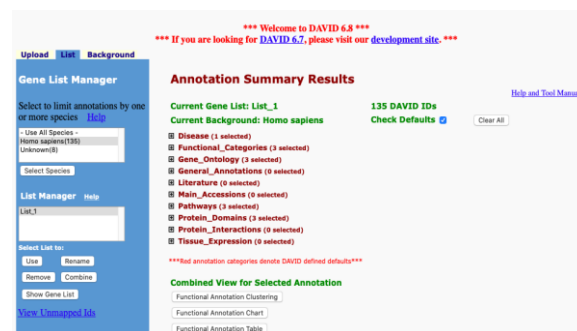 *** Welcome to DAVID 6.8 ***
*** If you are looking for DAVID 6.7, please visit our development site. ***
Upload List Background
Gene List Manager
Select to limit annotations by one
or more species Help
- Use All Species -
Homo sapiens(135)
Unknown(8)
Select Species
List Manager Help
List_1
Select List to:
Use Rename
Remove Combine
Show Gene List
View Unmapped Ids
Annotation Summary Results
Help and Tool Manual
Current Gene List: List_1 135 DAVID IDs
Current Background: Homo sapiens Check Defaults Clear All
Disease (1 selected)
Functional_Categories (3 selected)
Gene_Ontology (3 selected)
General_Annotations (0 selected)
Literature (0 selected)
Main_Accessions (0 selected)
Pathways (3 selected)
Protein_Domains (3 selected)
Protein_Interactions (0 selected)
Tissue_Expression (0 selected)
***Red annotation categories denote DAVID defined defaults***
Combined View for Selected Annotation
Functional Annotation Clustering
Functional Annotation Chart
Functional Annotation Table